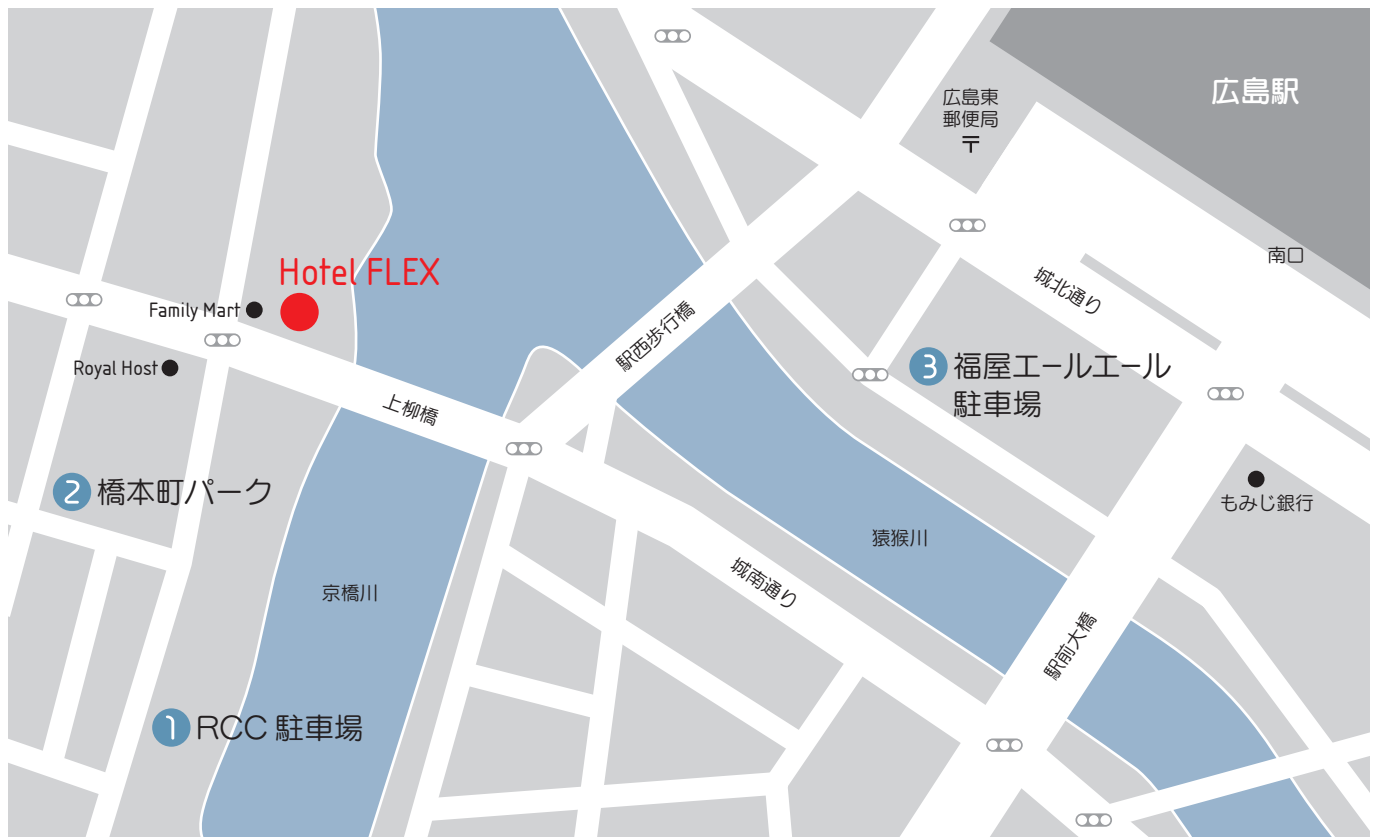 広島駅
広島東
郵便局
〒
南口
Hotel FLEX
Family Mart
Royal Host
城北通り
駅西歩行橋
3 福屋エールエール
駐車場
上柳橋
2 橋本町パーク
もみじ銀行
猿猴川
京橋川
城南通り
駅前大橋
1 RCC 駐車場